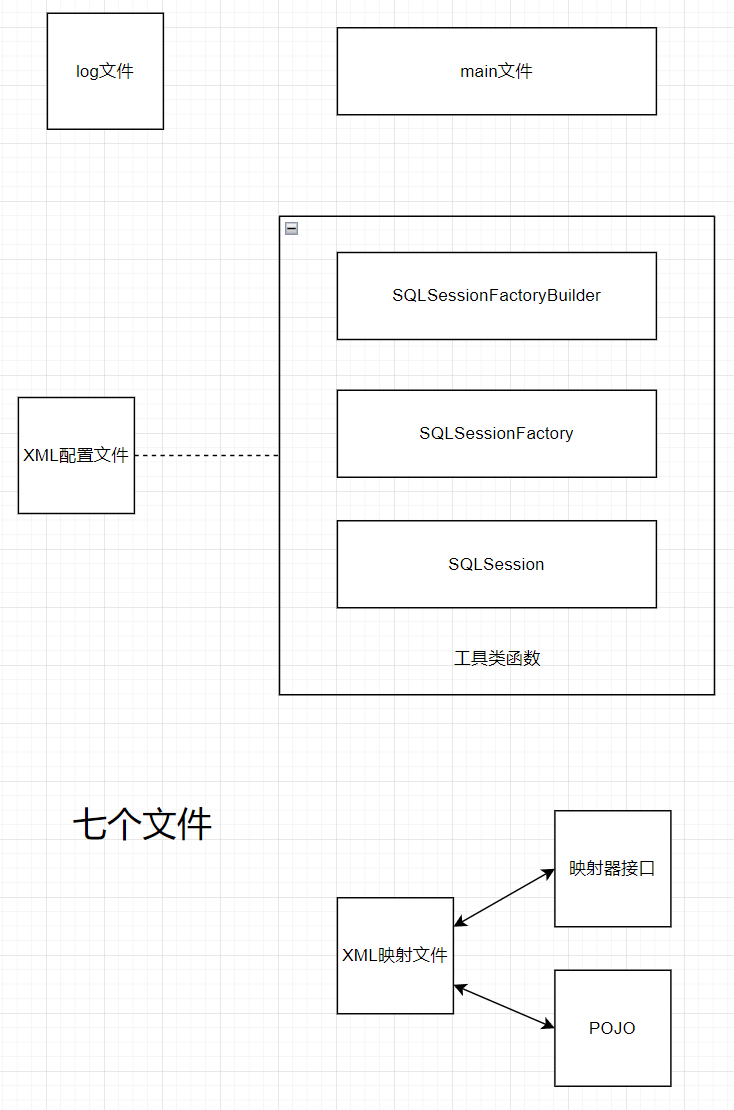 log文件
main文件
SQLSessionFactoryBuilder
SQLSessionFactory
XML配置文件
SQLSession
工具类函数
七个文件
映射器接口
XML映射文件
POJO